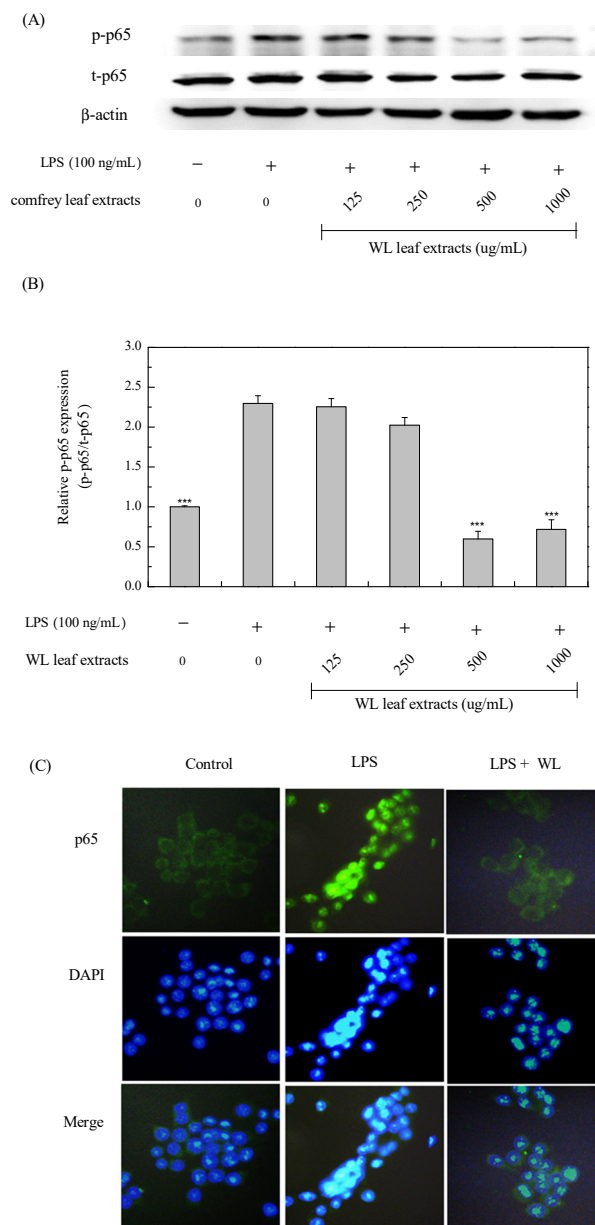 (A)
p-p65
t-p65
β-actin
LPS (100 ng/mL) − + + + + +
comfrey leaf extracts 0 0 125 250 500 1000
WL leaf extracts (ug/mL)
(B)
Relative p-p65 expression
(p-p65/t-p65)
3.0
2.5
2.0
1.5
1.0
0.5
0.0
*** *** ***
LPS (100 ng/mL) − + + + + +
WL leaf extracts 0 0 125 250 500 1000
WL leaf extracts (ug/mL)
(C)
Control LPS LPS + WL
p65
DAPI
Merge